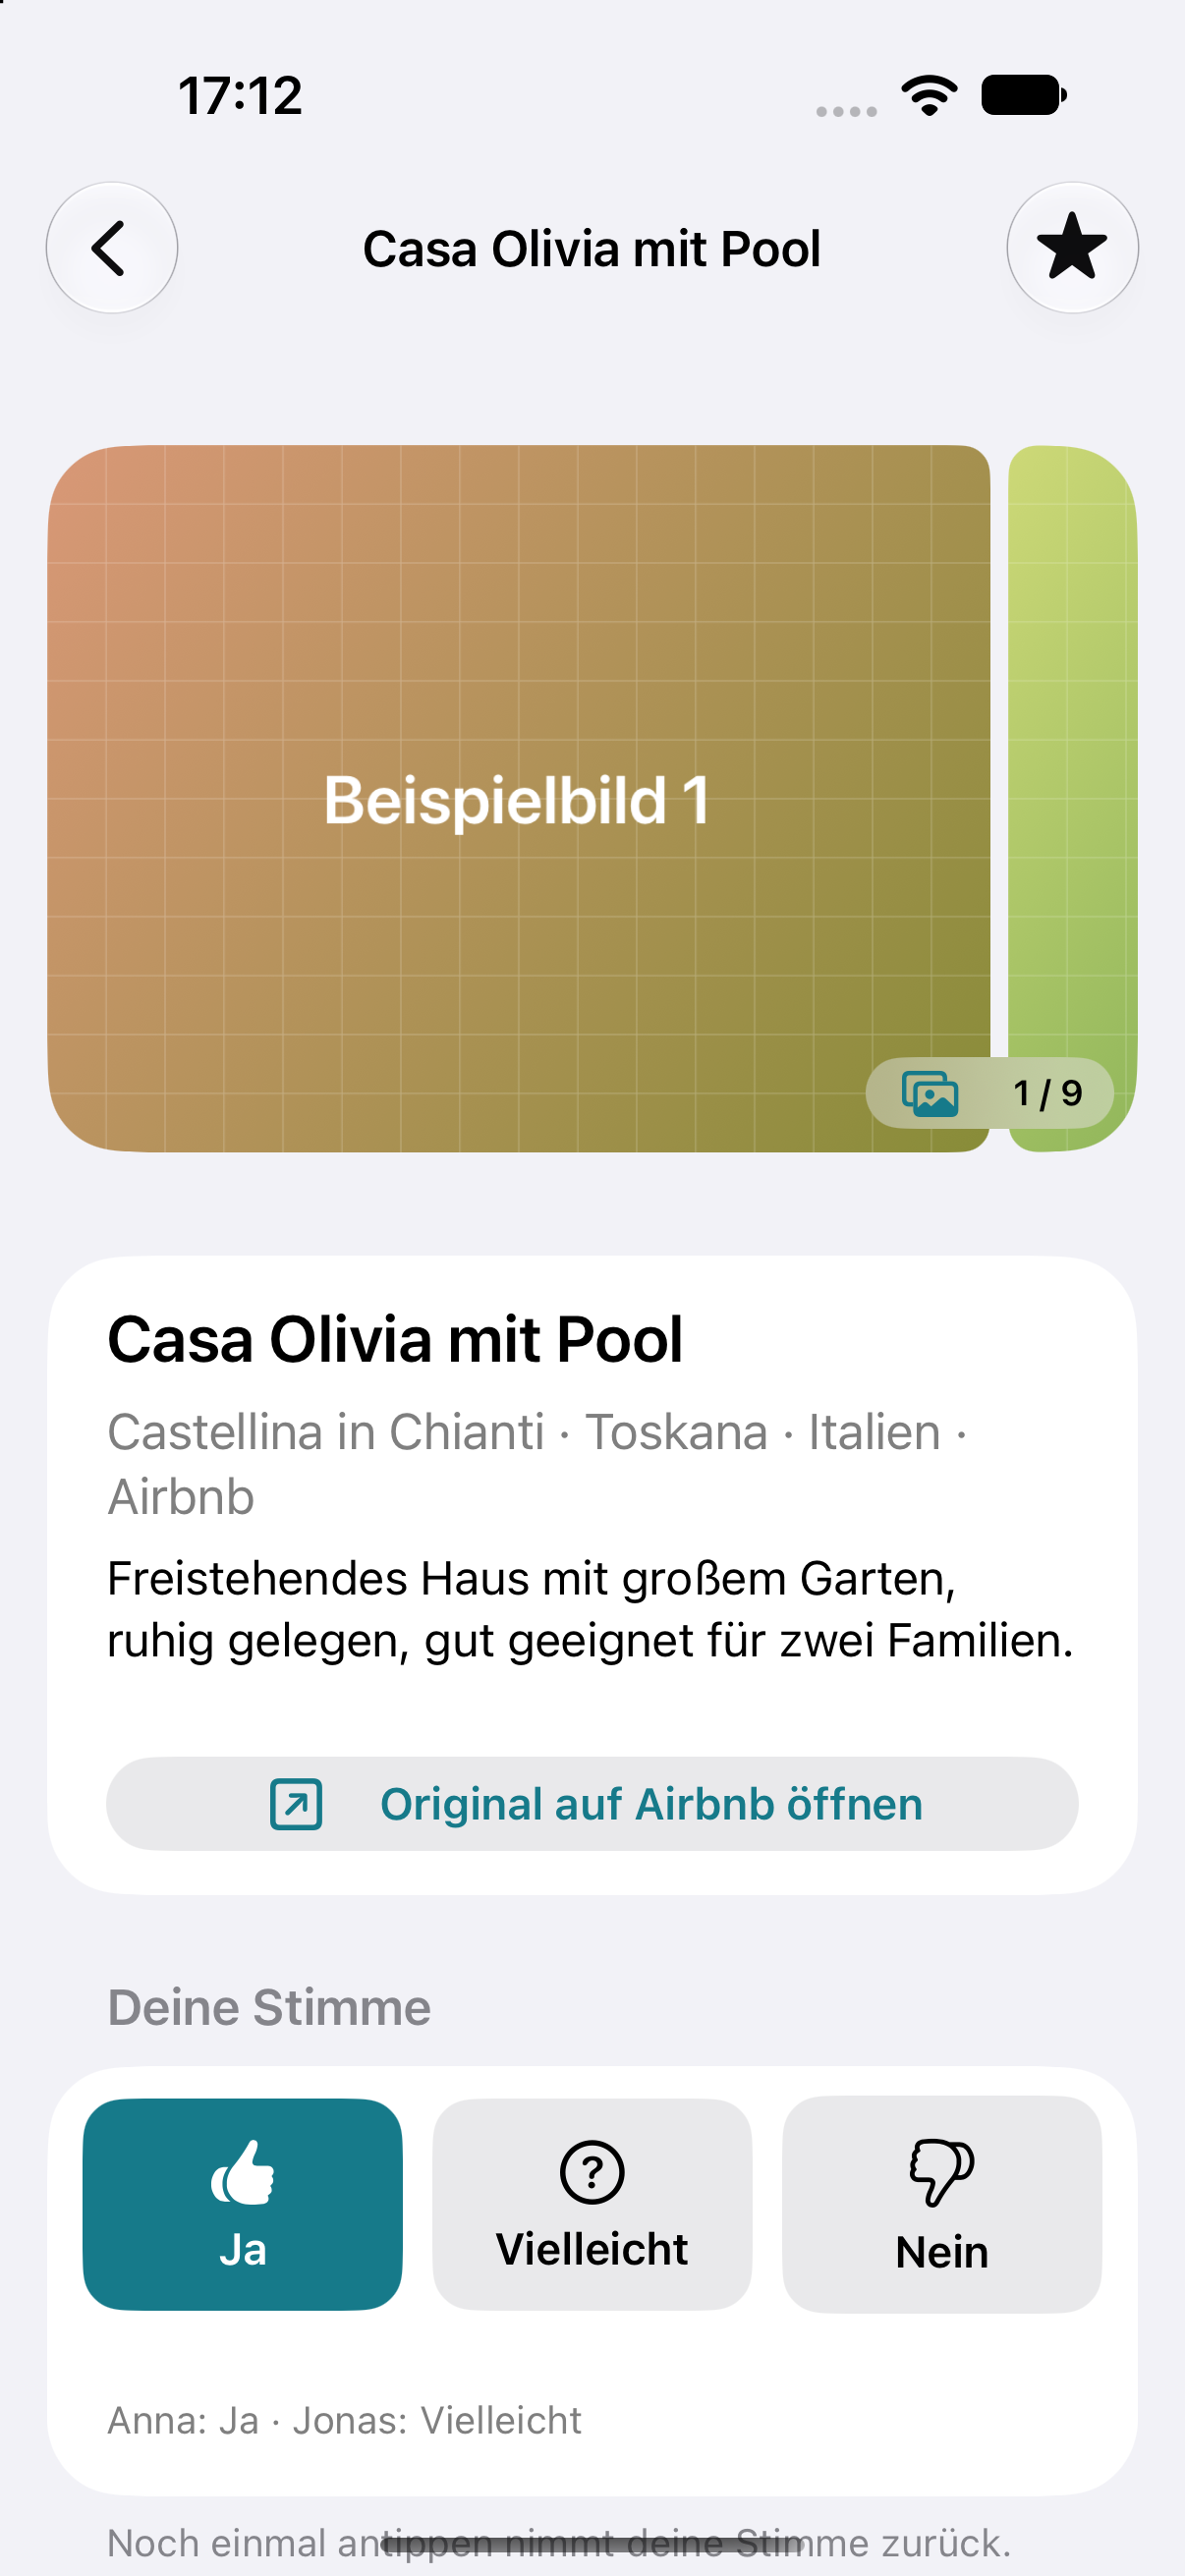 17:12
Casa Olivia mit Pool
Beispielbild 1
1 / 9
Casa Olivia mit Pool
Castellina in Chianti · Toskana · Italien ·
Airbnb
Freistehendes Haus mit großem Garten,
ruhig gelegen, gut geeignet für zwei Familien.
Original auf Airbnb öffnen
Deine Stimme
Ja
Vielleicht
Nein
Anna: Ja · Jonas: Vielleicht
Noch einmal antippen nimmt deine Stimme zurück.